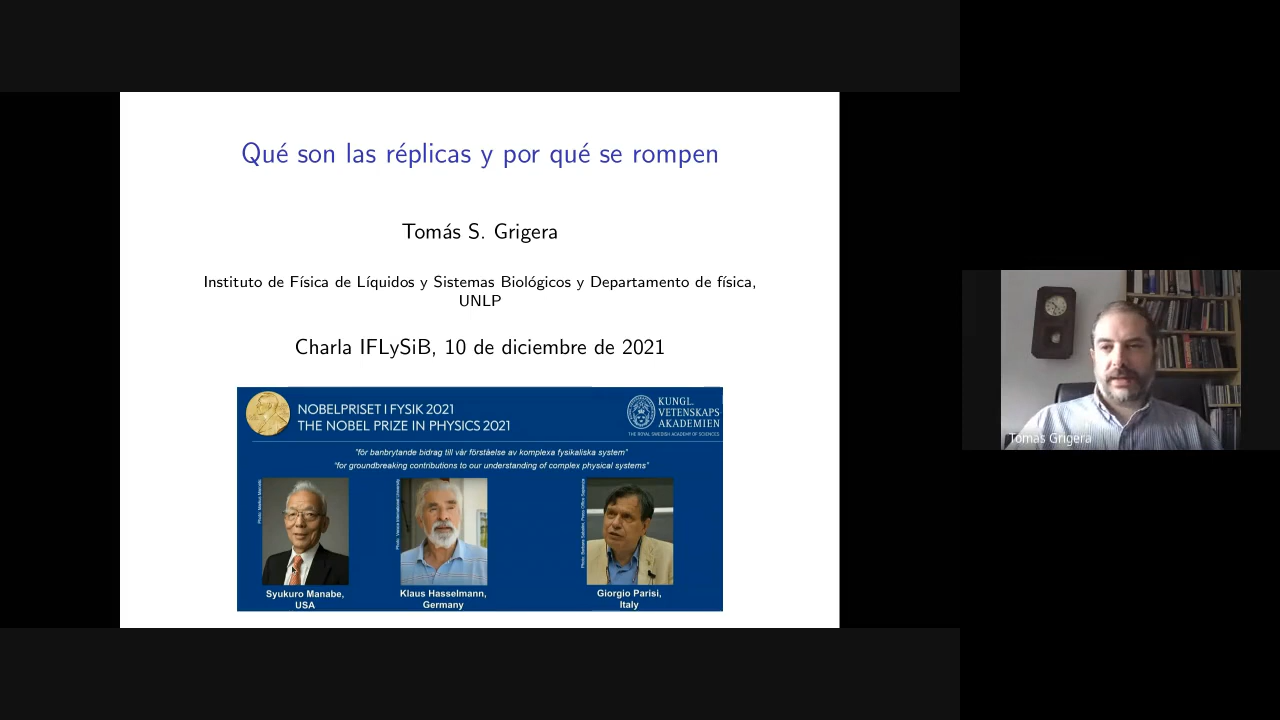 Qué son las réplicas y por qué se rompen
Tomás S. Grigera
Instituto de Física de Líquidos y Sistemas Biológicos y Departamento de física,
UNLP
Charla IFLySiB, 10 de diciembre de 2021
NOBELPRISET I FYSIK 2021
THE NOBEL PRIZE IN PHYSICS 2021
KUNGL.
VETENSKAPS-
AKADEMIEN
THE ROYAL SWEDISH ACADEMY OF SCIENCES
"för banbrytande bidrag till vår förståelse av komplexa fysikaliska system"
"for groundbreaking contributions to our understanding of complex physical systems"
Syukuro Manabe,
USA
Klaus Hasselmann,
Germany
Giorgio Parisi,
Italy
Tomas Grigera